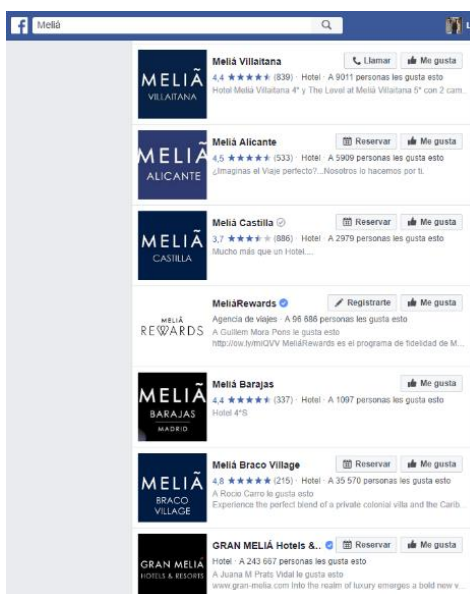 Meliá
MELIÃ
VILLAITANA
Meliá Villaitana
Llamar
Me gusta
4,4 (839) · Hotel · A 9011 personas les gusta esto
Hotel Meliá Villaitana 4* y The Level at Meliá Villaitana 5* con 2 cam...
MELIÃ
ALICANTE
Meliá Alicante
Reservar
Me gusta
4,5 (533) · Hotel · A 5909 personas les gusta esto
¿Imaginas el Viaje perfecto?...Nosotros lo hacemos por ti.
MELIÃ
CASTILLA
Meliá Castilla
Reservar
Me gusta
3,7 (886) · Hotel · A 2979 personas les gusta esto
Mucho más que un Hotel....
MELIÁ
REWARDS
MeliáRewards
Registrarte
Me gusta
Agencia de viajes · A 96 686 personas les gusta esto
A Guillem Mora Pons le gusta esto
http://ow.ly/mIQVV MeliáRewards es el programa de fidelidad de M...
MELIÃ
BARAJAS
MADRID
Meliá Barajas
Me gusta
4,4 (337) · Hotel · A 1097 personas les gusta esto
Hotel 4*S
MELIÃ
BRACO
VILLAGE
Meliá Braco Village
Reservar
Me gusta
4,8 (215) · Hotel · A 35 570 personas les gusta esto
A Rocio Carro le gusta esto
Experience the perfect blend of a private colonial villa and the Carib...
GRAN MELIÁ
HOTELS & RESORTS
GRAN MELIÁ Hotels &..
Reservar
Me gusta
Hotel · A 243 667 personas les gusta esto
A Juana M Prats Vidal le gusta esto
www.gran-melia.com Into the realm of luxury emerges a bold new v...